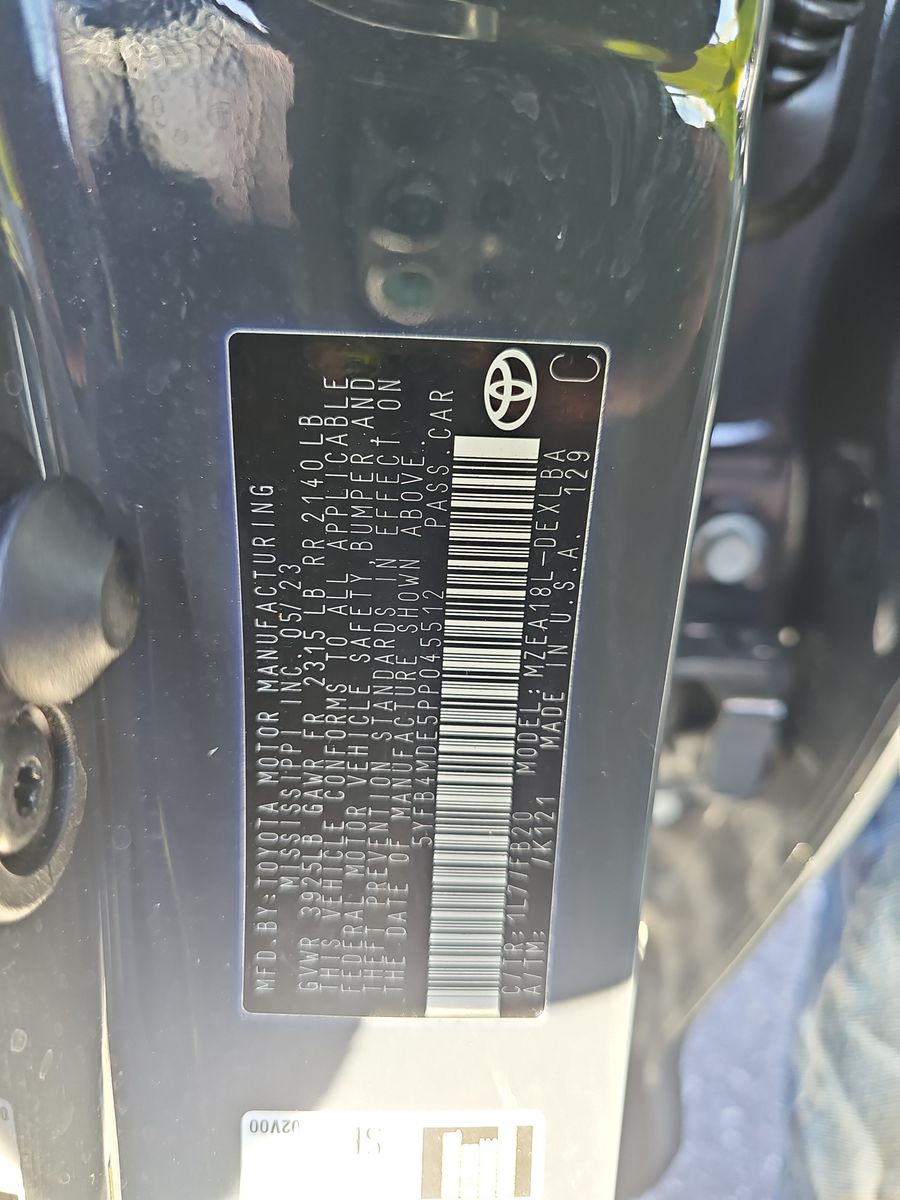 MFD.BY:TOYOTA MOTOR MANUFACTURING
MISSISSIPPI INC. 05/23
GVWR 3925LB GAWR FR 2315 LB RR 2140 LB
THIS VEHICLE CONFORMS TO ALL APPLICABLE
FEDERAL MOTOR VEHICLE SAFETY, BUMPER, AND
THEFT PREVENTION STANDARDS IN EFFECT ON
THE DATE OF MANUFACTURE SHOWN ABOVE.
5YFB4MDE5PP045512 PASS.CAR
C/TR: 1L7/FB20 MODEL: MZEA18L-DEXLBA
A/TM: /K121 MADE IN U.S.A. 129 C